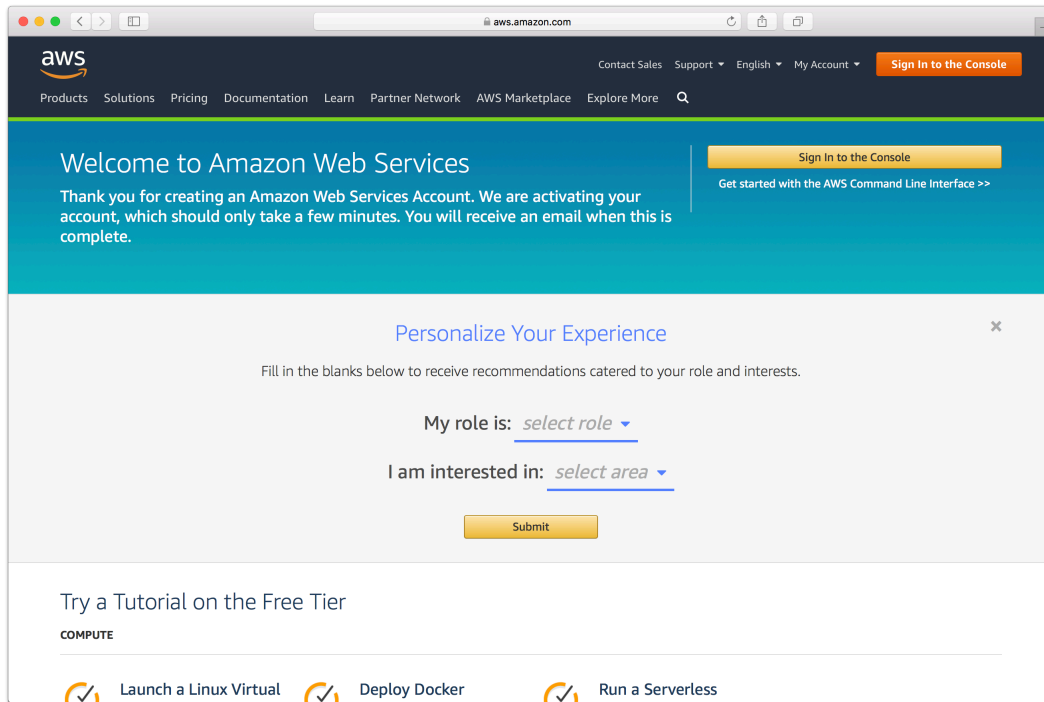 aws.amazon.com
aws
Contact Sales Support English My Account Sign In to the Console
Products Solutions Pricing Documentation Learn Partner Network AWS Marketplace Explore More
Welcome to Amazon Web Services
Thank you for creating an Amazon Web Services Account. We are activating your
account, which should only take a few minutes. You will receive an email when this is
complete.
Sign In to the Console
Get started with the AWS Command Line Interface >>
Personalize Your Experience
Fill in the blanks below to receive recommendations catered to your role and interests.
My role is: select role
I am interested in: select area
Submit
Try a Tutorial on the Free Tier
COMPUTE
Launch a Linux Virtual Deploy Docker Run a Serverless